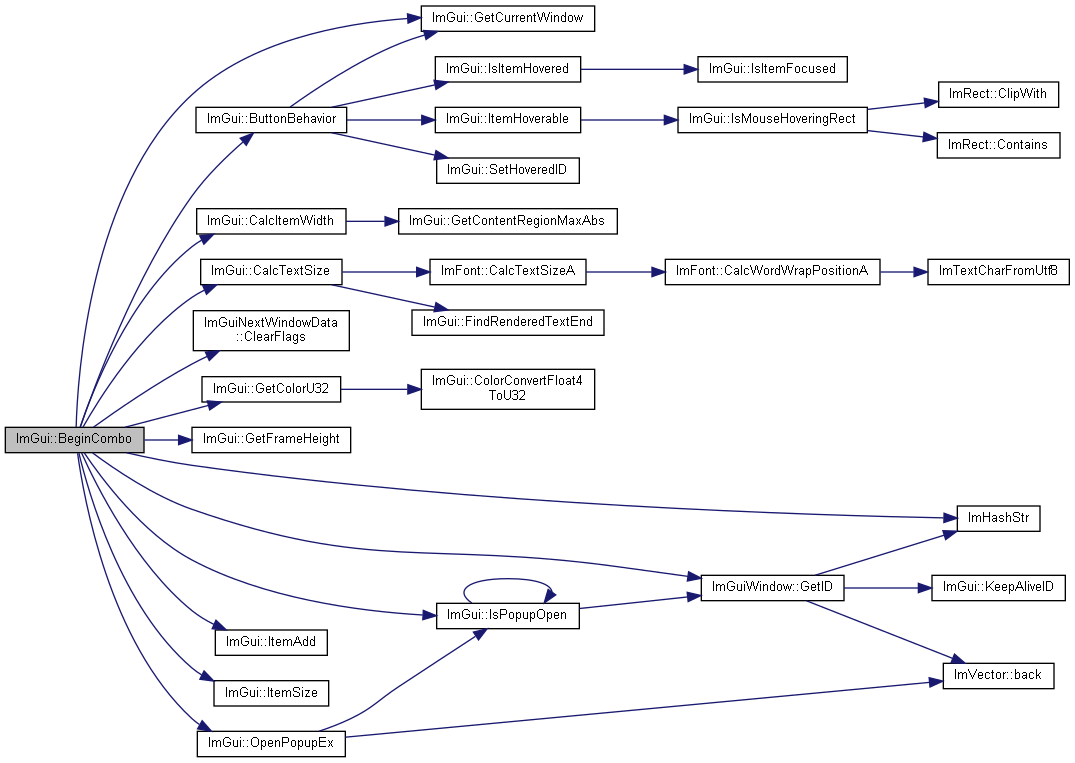 ImGui::GetCurrentWindow
ImGui::IsItemHovered
ImGui::IsItemFocused
ImRect::ClipWith
ImGui::ButtonBehavior
ImGui::ItemHoverable
ImGui::IsMouseHoveringRect
ImRect::Contains
ImGui::SetHoveredID
ImGui::CalcItemWidth
ImGui::GetContentRegionMaxAbs
ImGui::CalcTextSize
ImFont::CalcTextSizeA
ImFont::CalcWordWrapPositionA
ImTextCharFromUtf8
ImGui::FindRenderedTextEnd
ImGuiNextWindowData
::ClearFlags
ImGui::GetColorU32
ImGui::ColorConvertFloat4
ToU32
ImGui::BeginCombo
ImGui::GetFrameHeight
ImHashStr
ImGuiWindow::GetID
ImGui::KeepAliveID
ImGui::IsPopupOpen
ImGui::ItemAdd
ImVector::back
ImGui::ItemSize
ImGui::OpenPopupEx